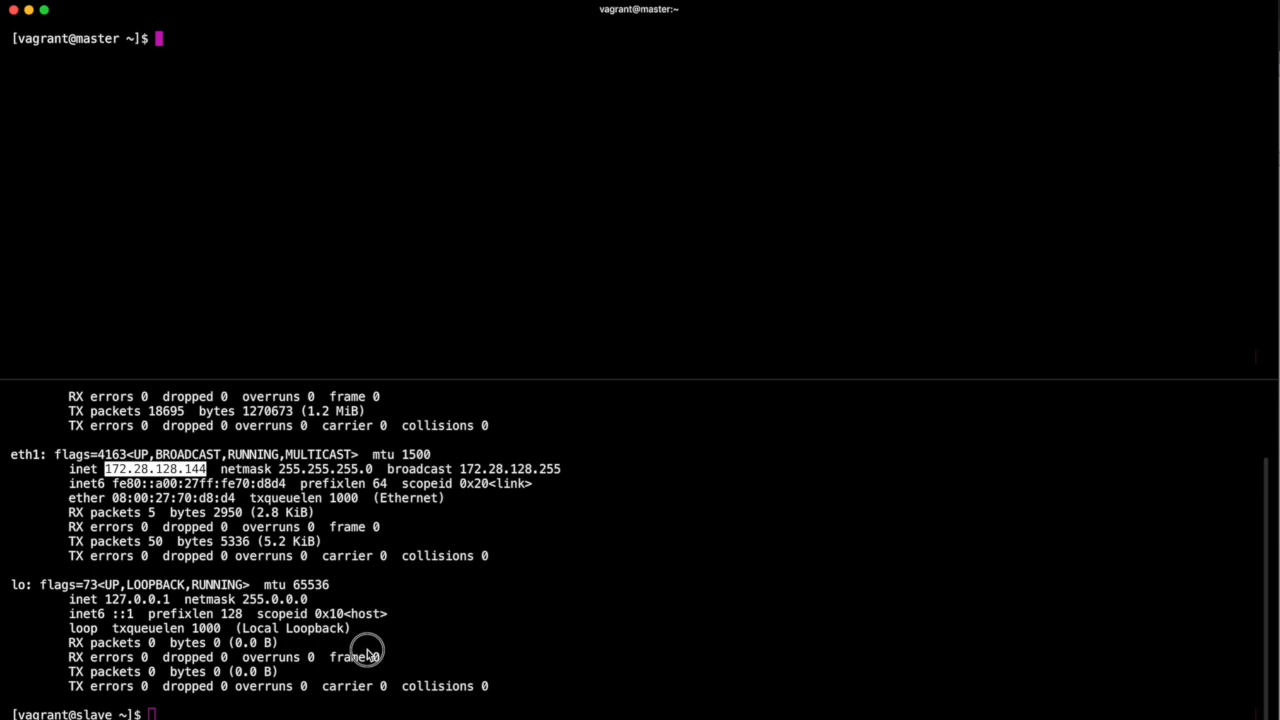 vagrant@master:~
[vagrant@master ~]$
RX errors 0  dropped 0  overruns 0  frame 0
TX packets 18695  bytes 1270673 (1.2 MiB)
TX errors 0  dropped 0 overruns 0  carrier 0  collisions 0
eth1: flags=4163<UP,BROADCAST,RUNNING,MULTICAST>  mtu 1500
inet 172.28.128.144  netmask 255.255.255.0  broadcast 172.28.128.255
inet6 fe80::a00:27ff:fe70:d8d4  prefixlen 64  scopeid 0x20<link>
ether 08:00:27:70:d8:d4  txqueuelen 1000  (Ethernet)
RX packets 5  bytes 2950 (2.8 KiB)
RX errors 0  dropped 0  overruns 0  frame 0
TX packets 50  bytes 5336 (5.2 KiB)
TX errors 0  dropped 0 overruns 0  carrier 0  collisions 0
lo: flags=73<UP,LOOPBACK,RUNNING>  mtu 65536
inet 127.0.0.1  netmask 255.0.0.0
inet6 ::1  prefixlen 128  scopeid 0x10<host>
loop  txqueuelen 1000  (Local Loopback)
RX packets 0  bytes 0 (0.0 B)
RX errors 0  dropped 0  overruns 0  frame 0
TX packets 0  bytes 0 (0.0 B)
TX errors 0  dropped 0 overruns 0  carrier 0  collisions 0
[vagrant@slave ~]$